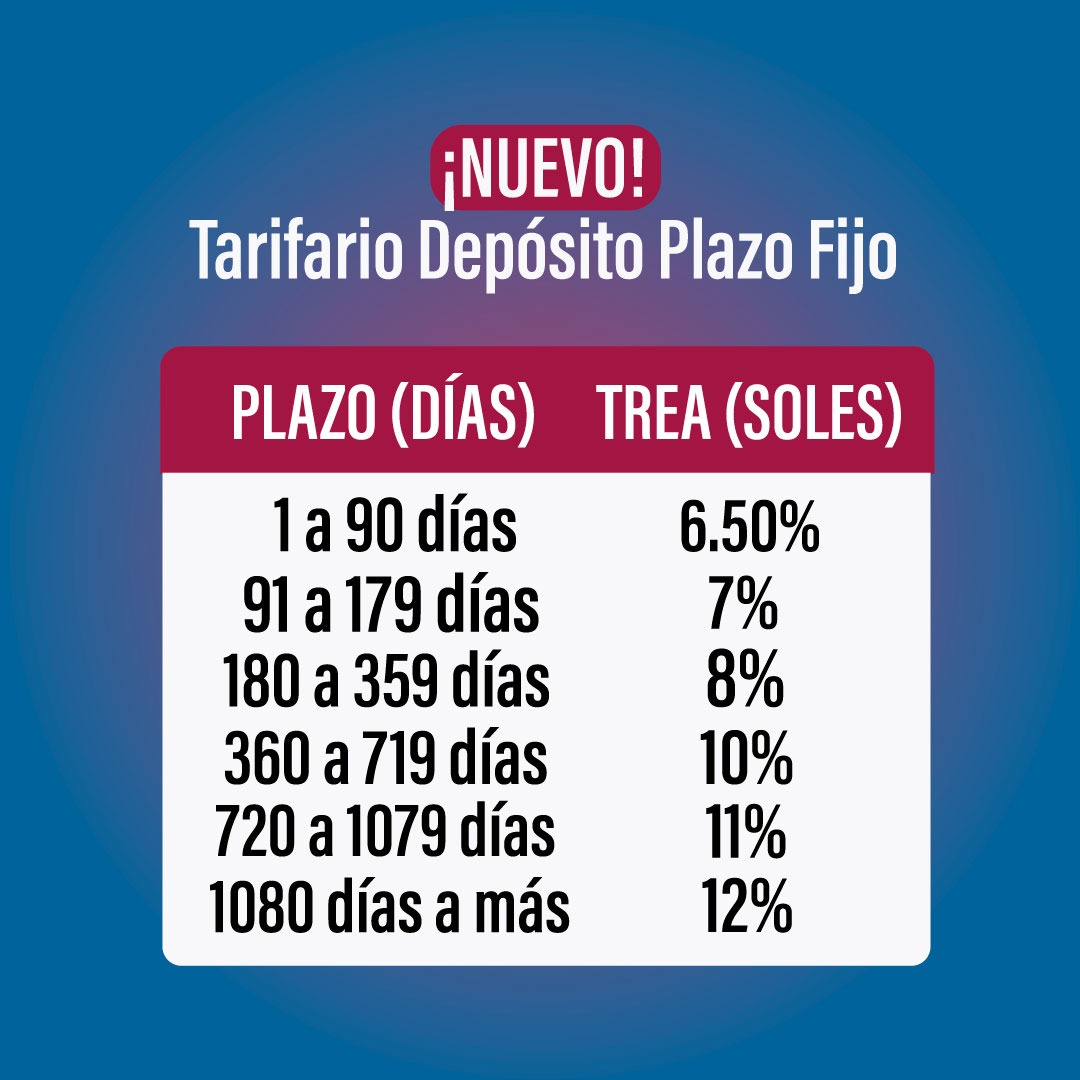 ¡NUEVO!
Tarifario Depósito Plazo Fijo
PLAZO (DÍAS) TREA (SOLES)
1 a 90 días 6.50%
91 a 179 días 7%
180 a 359 días 8%
360 a 719 días 10%
720 a 1079 días 11%
1080 días a más 12%